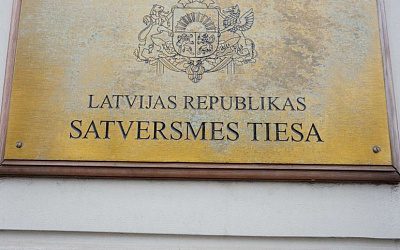 LATVIJAS REPUBLIKAS
SATVERSMES TIESA